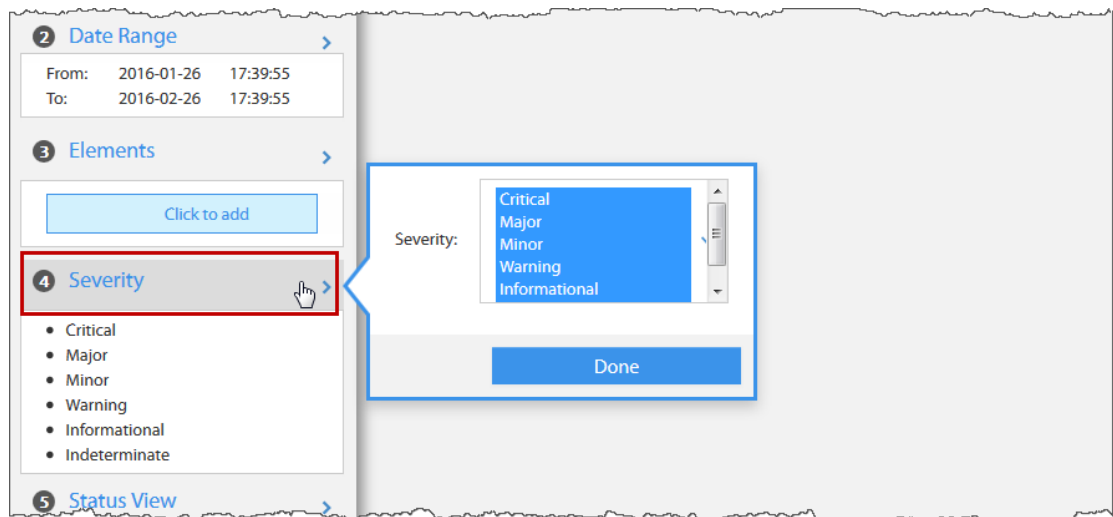 2 Date Range
From: 2016-01-26 17:39:55
To: 2016-02-26 17:39:55
3 Elements
Click to add
4 Severity
• Critical
• Major
• Minor
• Warning
• Informational
• Indeterminate
5 Status View
Severity:
Critical
Major
Minor
Warning
Informational
Done